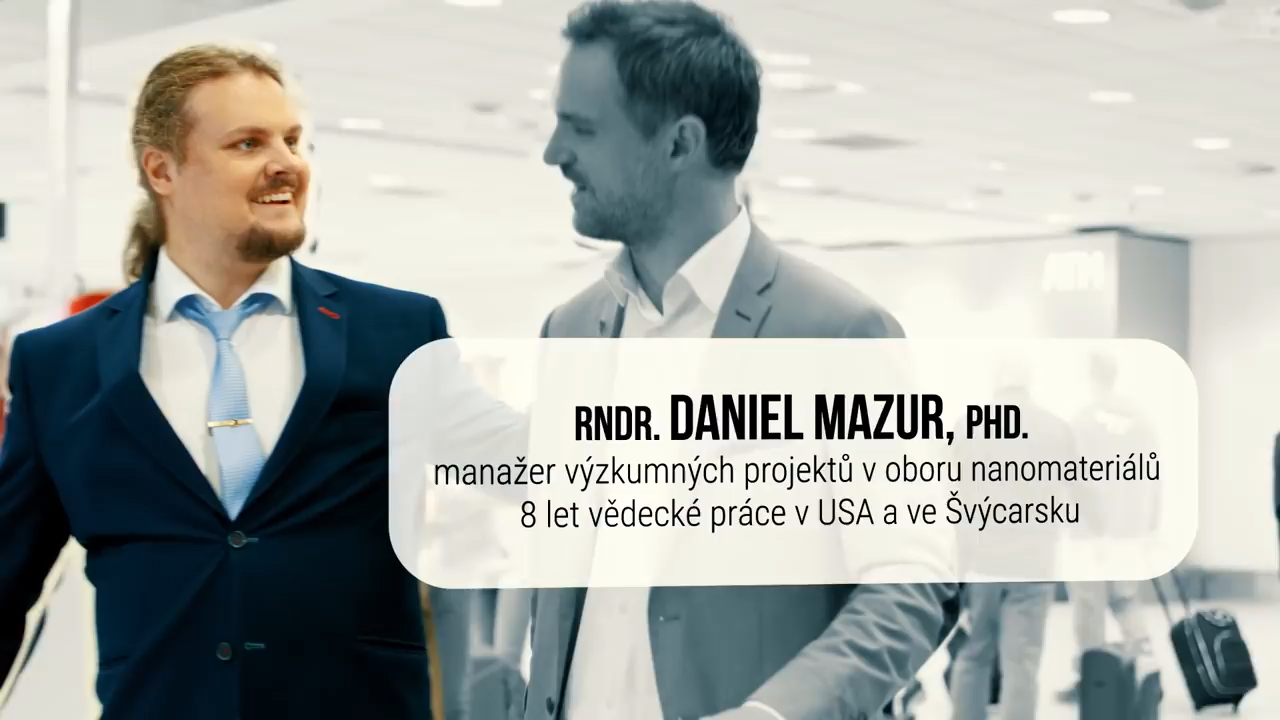 RNDR. DANIEL MAZUR, PHD.
manažer výzkumných projektů v oboru nanomateriálů
8 let vědecké práce v USA a ve Švýcarsku